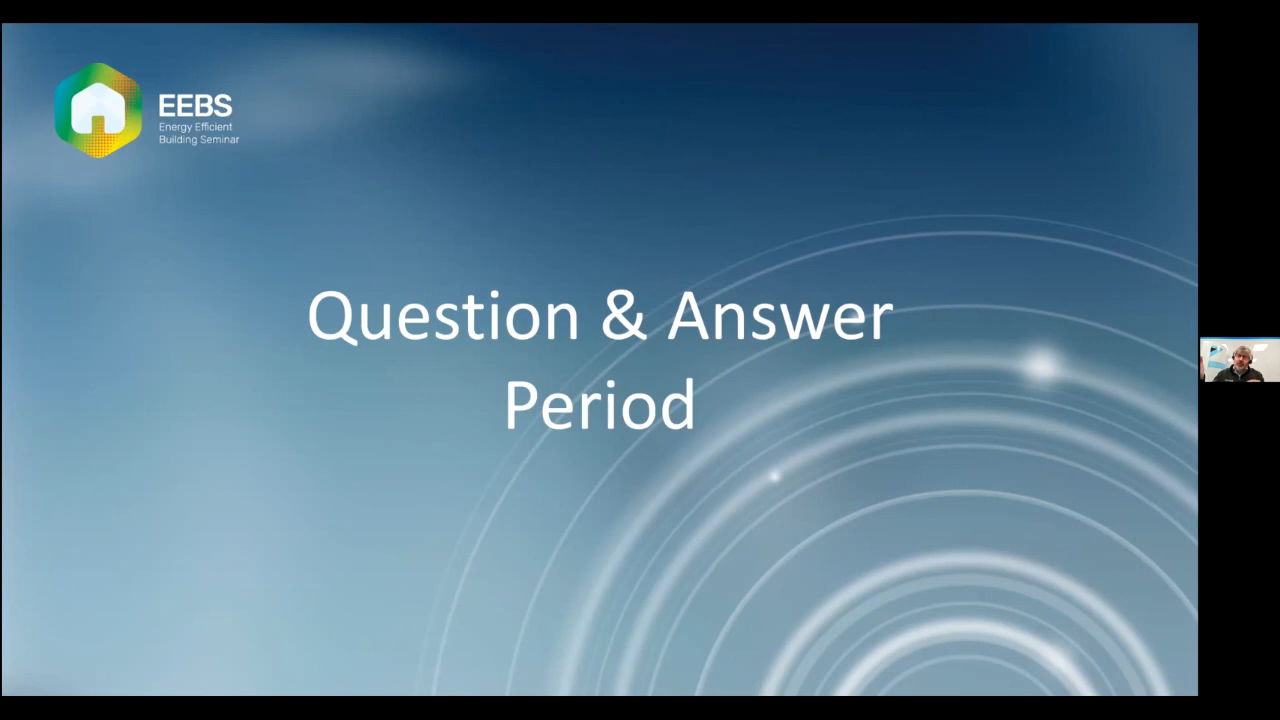 EEBS
Energy Efficient
Building Seminar
Question & Answer
Period